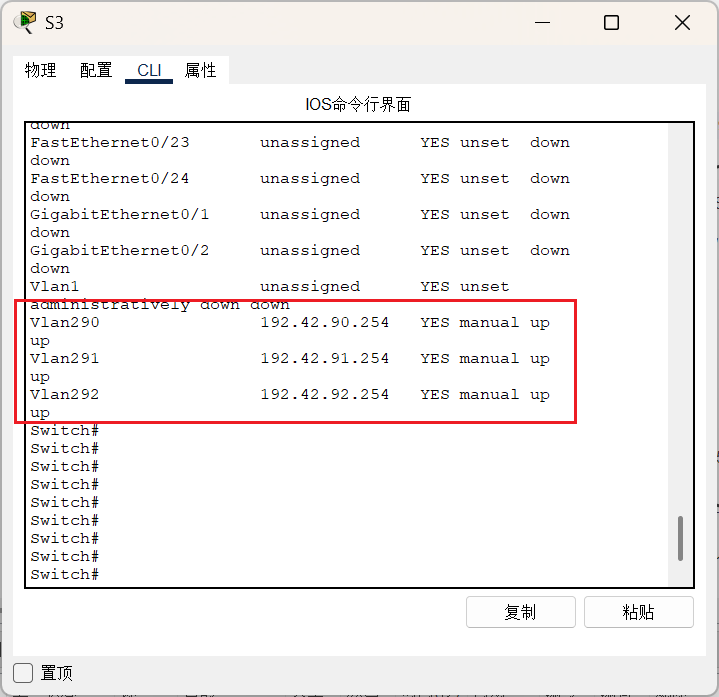 S3
物理 配置 CLI 属性
IOS命令行界面
down
FastEthernet0/23 unassigned YES unset down
down
FastEthernet0/24 unassigned YES unset down
down
GigabitEthernet0/1 unassigned YES unset down
down
GigabitEthernet0/2 unassigned YES unset down
down
Vlan1 unassigned YES unset
administratively down down
Vlan290 192.42.90.254 YES manual up
up
Vlan291 192.42.91.254 YES manual up
up
Vlan292 192.42.92.254 YES manual up
up
Switch#
Switch#
Switch#
Switch#
Switch#
Switch#
Switch#
Switch#
Switch#
复制 粘贴
置顶